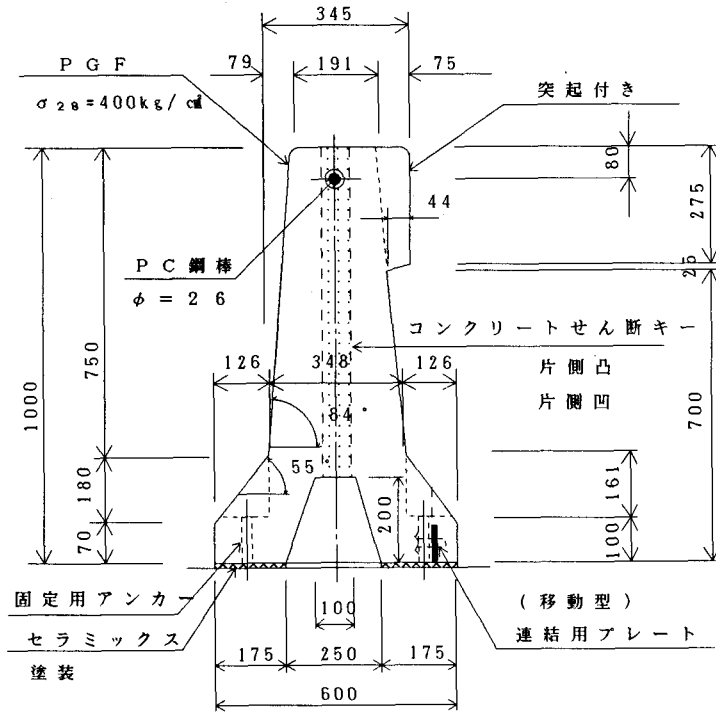 345
79
191
75
PGF
σ28=400kg/c㎡
突起付き
80
275
44
25
PC鋼棒
φ=26
コンクリートせん断キー
片側凸
片側凹
1000
750
126
348
126
84°
55°
700
180
70
200
161
100
固定用アンカー
セラミックス
塗装
100
(移動型)
連結用プレート
175
250
175
600